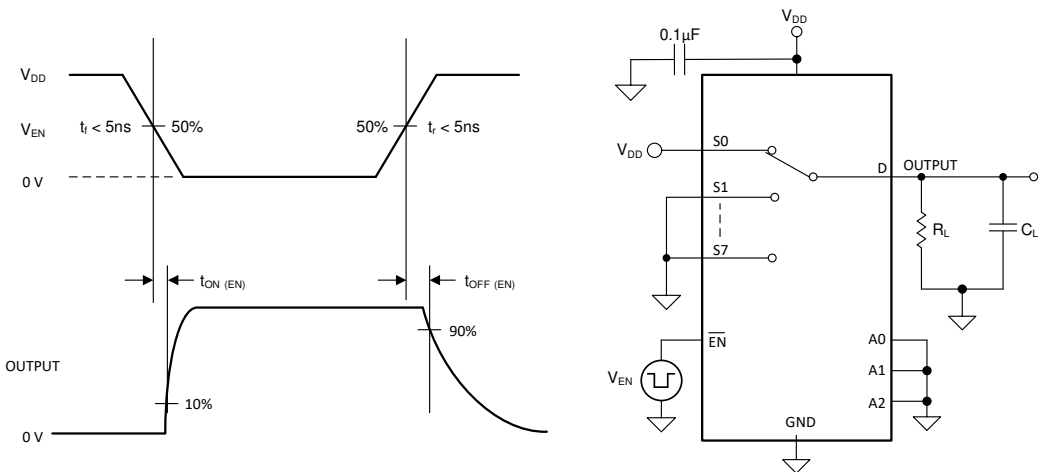 V_DD
V_EN
0 V
t_f < 5ns
50%
50%
t_r < 5ns
t_ON (EN)
t_OFF (EN)
OUTPUT
0 V
10%
90%
V_DD
0.1µF
V_DD
S0
S1
S7
D
OUTPUT
R_L
C_L
EN
V_EN
A0
A1
A2
GND